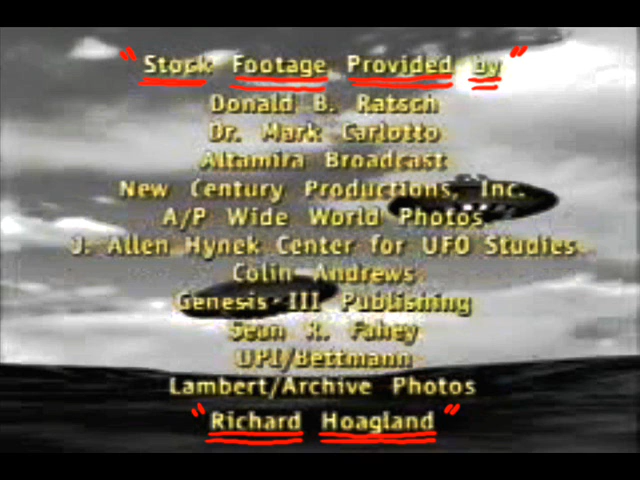 "Stock Footage Provided by"
Donald B. Ratsch
Dr. Mark Carlotto
Altamira Broadcast
New Century Productions, Inc.
A/P Wide World Photos
J. Allen Hynek Center for UFO Studies
Colin Andrews
Genesis III Publishing
Sean R. Fahey
UPI/Bettmann
Lambert/Archive Photos
"Richard Hoagland"